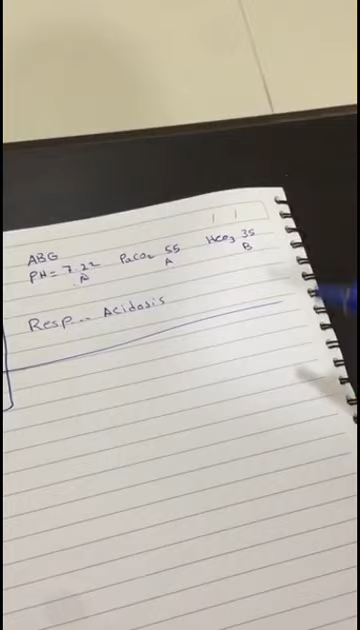 ABG
PH = 7.22 PaCO2 55 HCO3 35
A A B
Resp - Acidosis